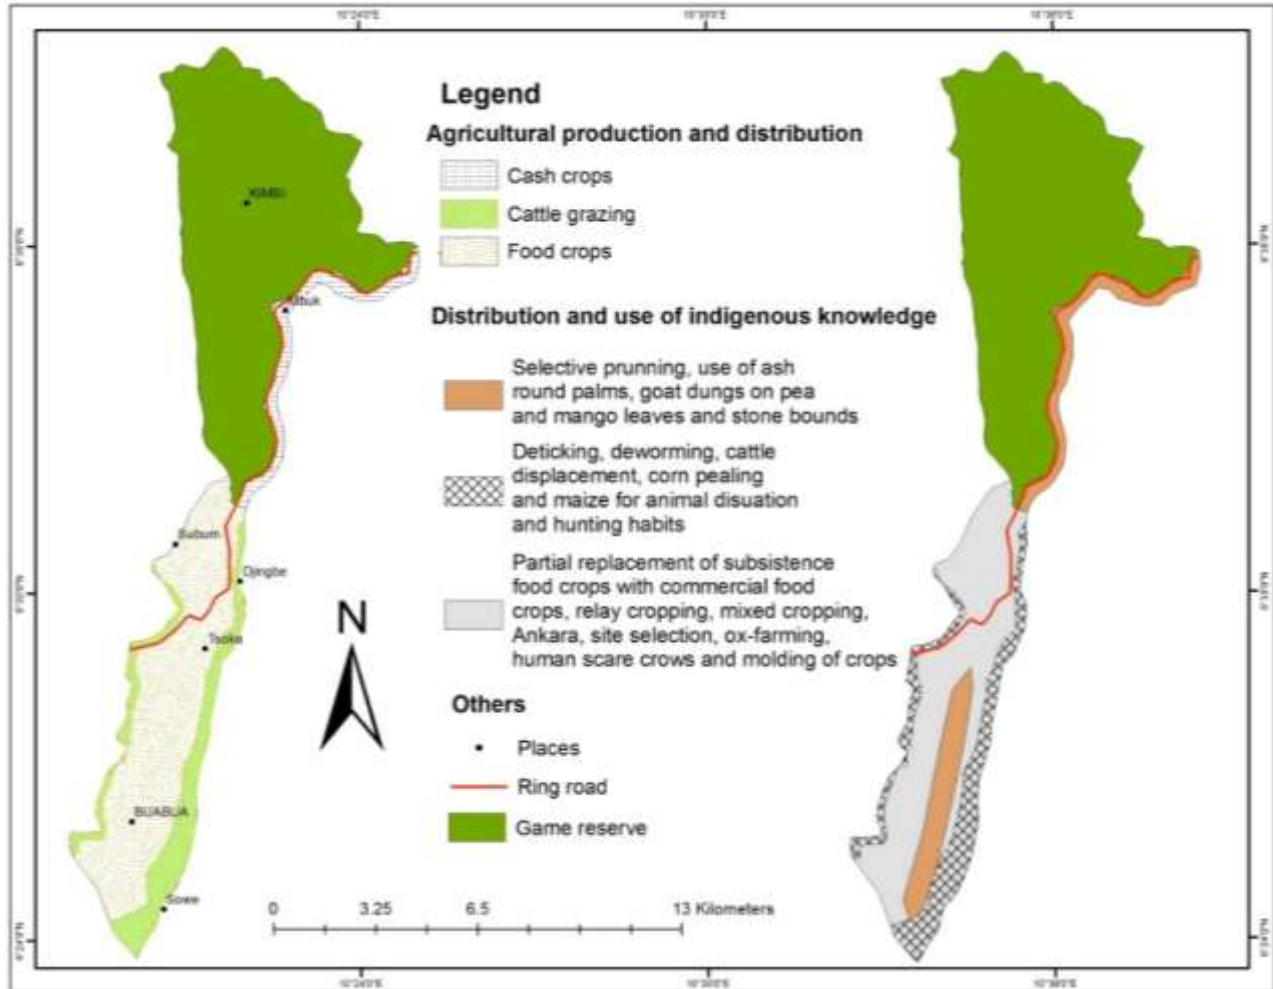 KIMBI
Subum
Djingbe
Tsoka
BUABUA
Sowe
Legend
Agricultural production and distribution
Cash crops
Cattle grazing
Food crops
Distribution and use of indigenous knowledge
Selective prunning, use of ash
round palms, goat dungs on pea
and mango leaves and stone bounds
Deticking, deworming, cattle
displacement, corn pealing
and maize for animal disuation
and hunting habits
Partial replacement of subsistence
food crops with commercial food
crops, relay cropping, mixed cropping,
Ankara, site selection, ox-farming,
human scare crows and molding of crops
Others
Places
Ring road
Game reserve
N
0 3.25 6.5 13 Kilometers